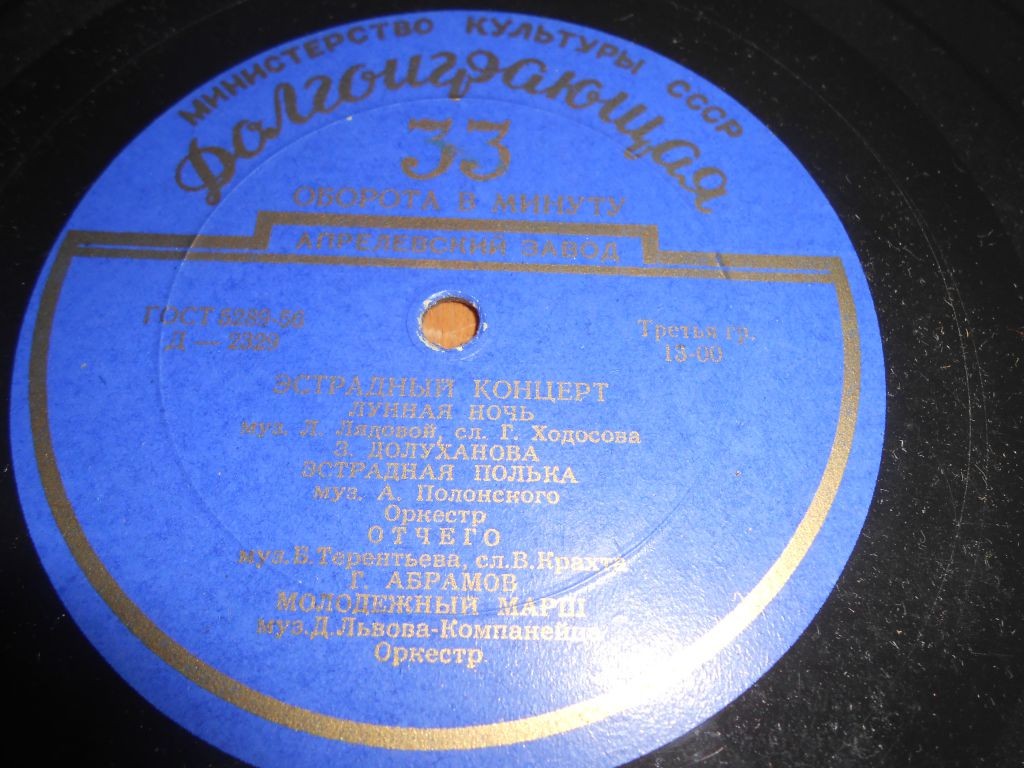 МИНИСТЕРСТВО КУЛЬТУРЫ СССР
Долгоиграющая
33
ОБОРОТА В МИНУТУ
АПРЕЛЕВСКИЙ ЗАВОД
ГОСТ 5289-56
Д — 2329
Третья гр.
13-00
ЭСТРАДНЫЙ КОНЦЕРТ
ЛУННАЯ НОЧЬ
муз. Л. Лядовой, сл. Г. Ходосова
З. ДОЛУХАНОВА
ЭСТРАДНАЯ ПОЛЬКА
муз. А. Полонского
Оркестр
ОТЧЕГО
муз.В.Терентьева, сл.В.Крахта
Г. АБРАМОВ
МОЛОДЕЖНЫЙ МАРШ
муз.Д.Львова-Компанейца
Оркестр